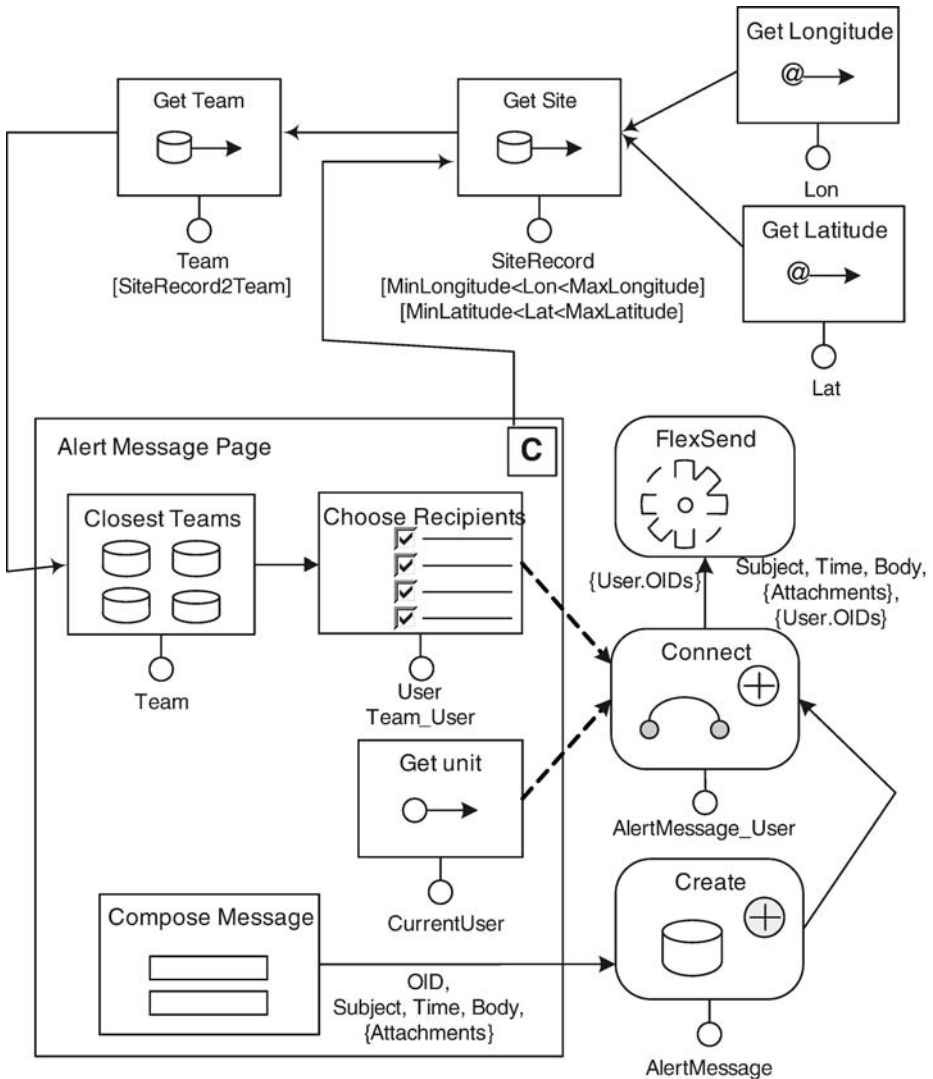 Get Longitude
@
Lon
Get Team
Team
[SiteRecord2Team]
Get Site
SiteRecord
[MinLongitude<Lon<MaxLongitude]
[MinLatitude<Lat<MaxLatitude]
Get Latitude
@
Lat
Alert Message Page
C
Closest Teams
Team
Choose Recipients
User
Team_User
Get unit
CurrentUser
Compose Message
OID,
Subject, Time, Body,
{Attachments}
FlexSend
{User.OIDs}
Subject, Time, Body,
{Attachments},
{User.OIDs}
Connect
AlertMessage_User
Create
AlertMessage